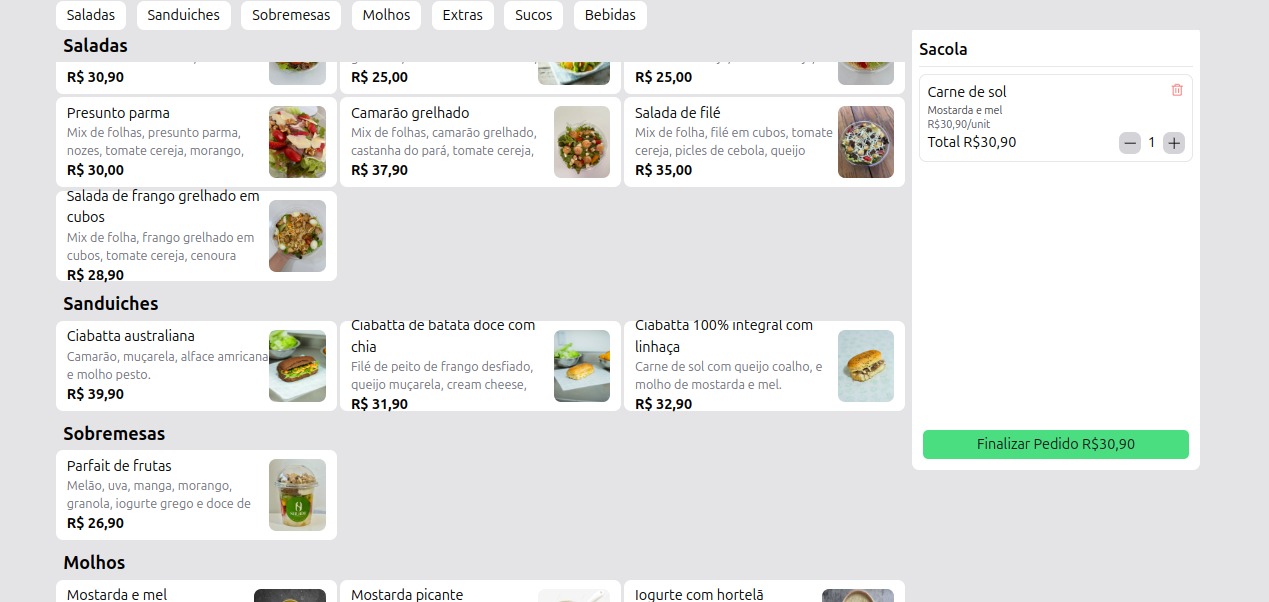 Saladas Sanduiches Sobremesas Molhos Extras Sucos Bebidas
Saladas
R$ 30,90
R$ 25,00
R$ 25,00
Presunto parma
Mix de folhas, presunto parma,
nozes, tomate cereja, morango,
R$ 30,00
Camarão grelhado
Mix de folhas, camarão grelhado,
castanha do pará, tomate cereja,
R$ 37,90
Salada de filé
Mix de folha, filé em cubos, tomate
cereja, picles de cebola, queijo
R$ 35,00
Salada de frango grelhado em
cubos
Mix de folha, frango grelhado em
cubos, tomate cereja, cenoura
R$ 28,90
Sanduiches
Ciabatta australiana
Camarão, muçarela, alface amricana
e molho pesto.
R$ 39,90
Ciabatta de batata doce com
chia
Filé de peito de frango desfiado,
queijo muçarela, cream cheese,
R$ 31,90
Ciabatta 100% integral com
linhaça
Carne de sol com queijo coalho, e
molho de mostarda e mel.
R$ 32,90
Sobremesas
Parfait de frutas
Melão, uva, manga, morango,
granola, iogurte grego e doce de
R$ 26,90
Molhos
Mostarda e mel
Mostarda picante
Iogurte com hortelã
Sacola
Carne de sol
Mostarda e mel
R$30,90/unit
Total R$30,90
1
Finalizar Pedido R$30,90